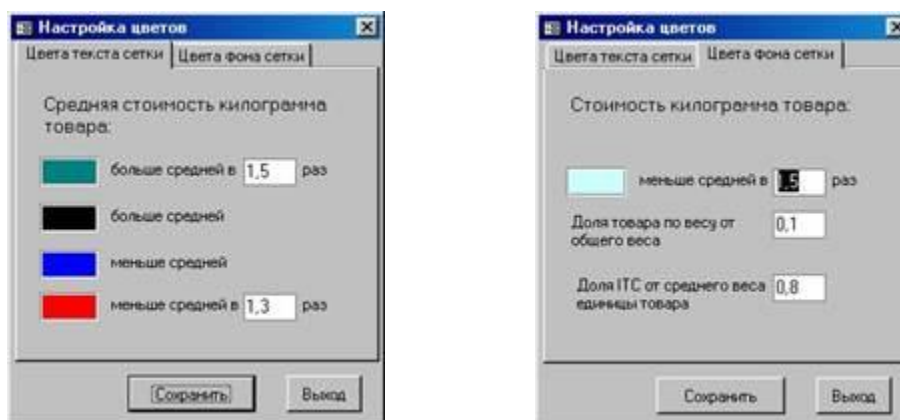 Настройка цветов
Цвета текста сетки Цвета фона сетки
Средняя стоимость килограмма
товара:
больше средней в 1,5 раз
больше средней
меньше средней
меньше средней в 1,3 раз
Сохранить Выход
Настройка цветов
Цвета текста сетки Цвета фона сетки
Стоимость килограмма товара:
меньше средней в 1,5 раз
Доля товара по весу от
общего веса
0,1
Доля ITC от среднего веса
единицы товара
0,8
Сохранить Выход